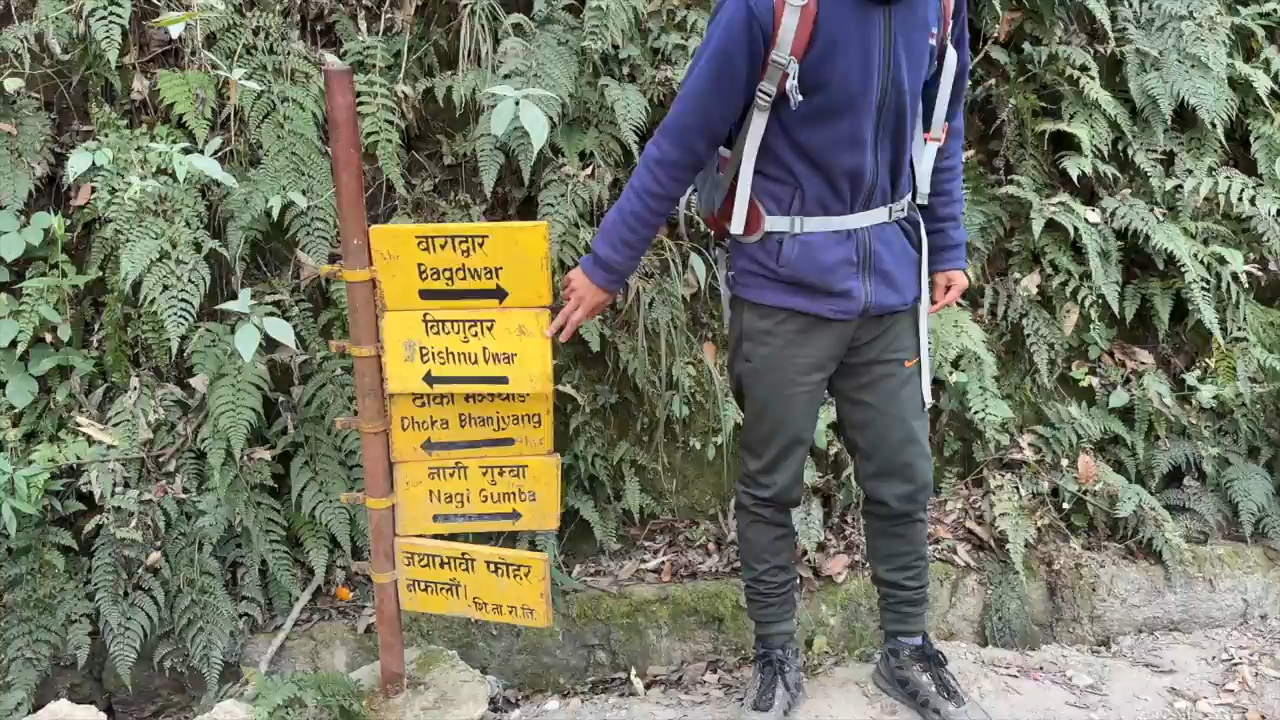 बागद्वार
Bagdwar
बिष्णुदार
Bishnu Dwar
Dhoka Bhanjyang
नागी गुम्बा
Nagi Gumba
जथाभावी फोहर
नफालौं।
शि.ता.रा.नि.